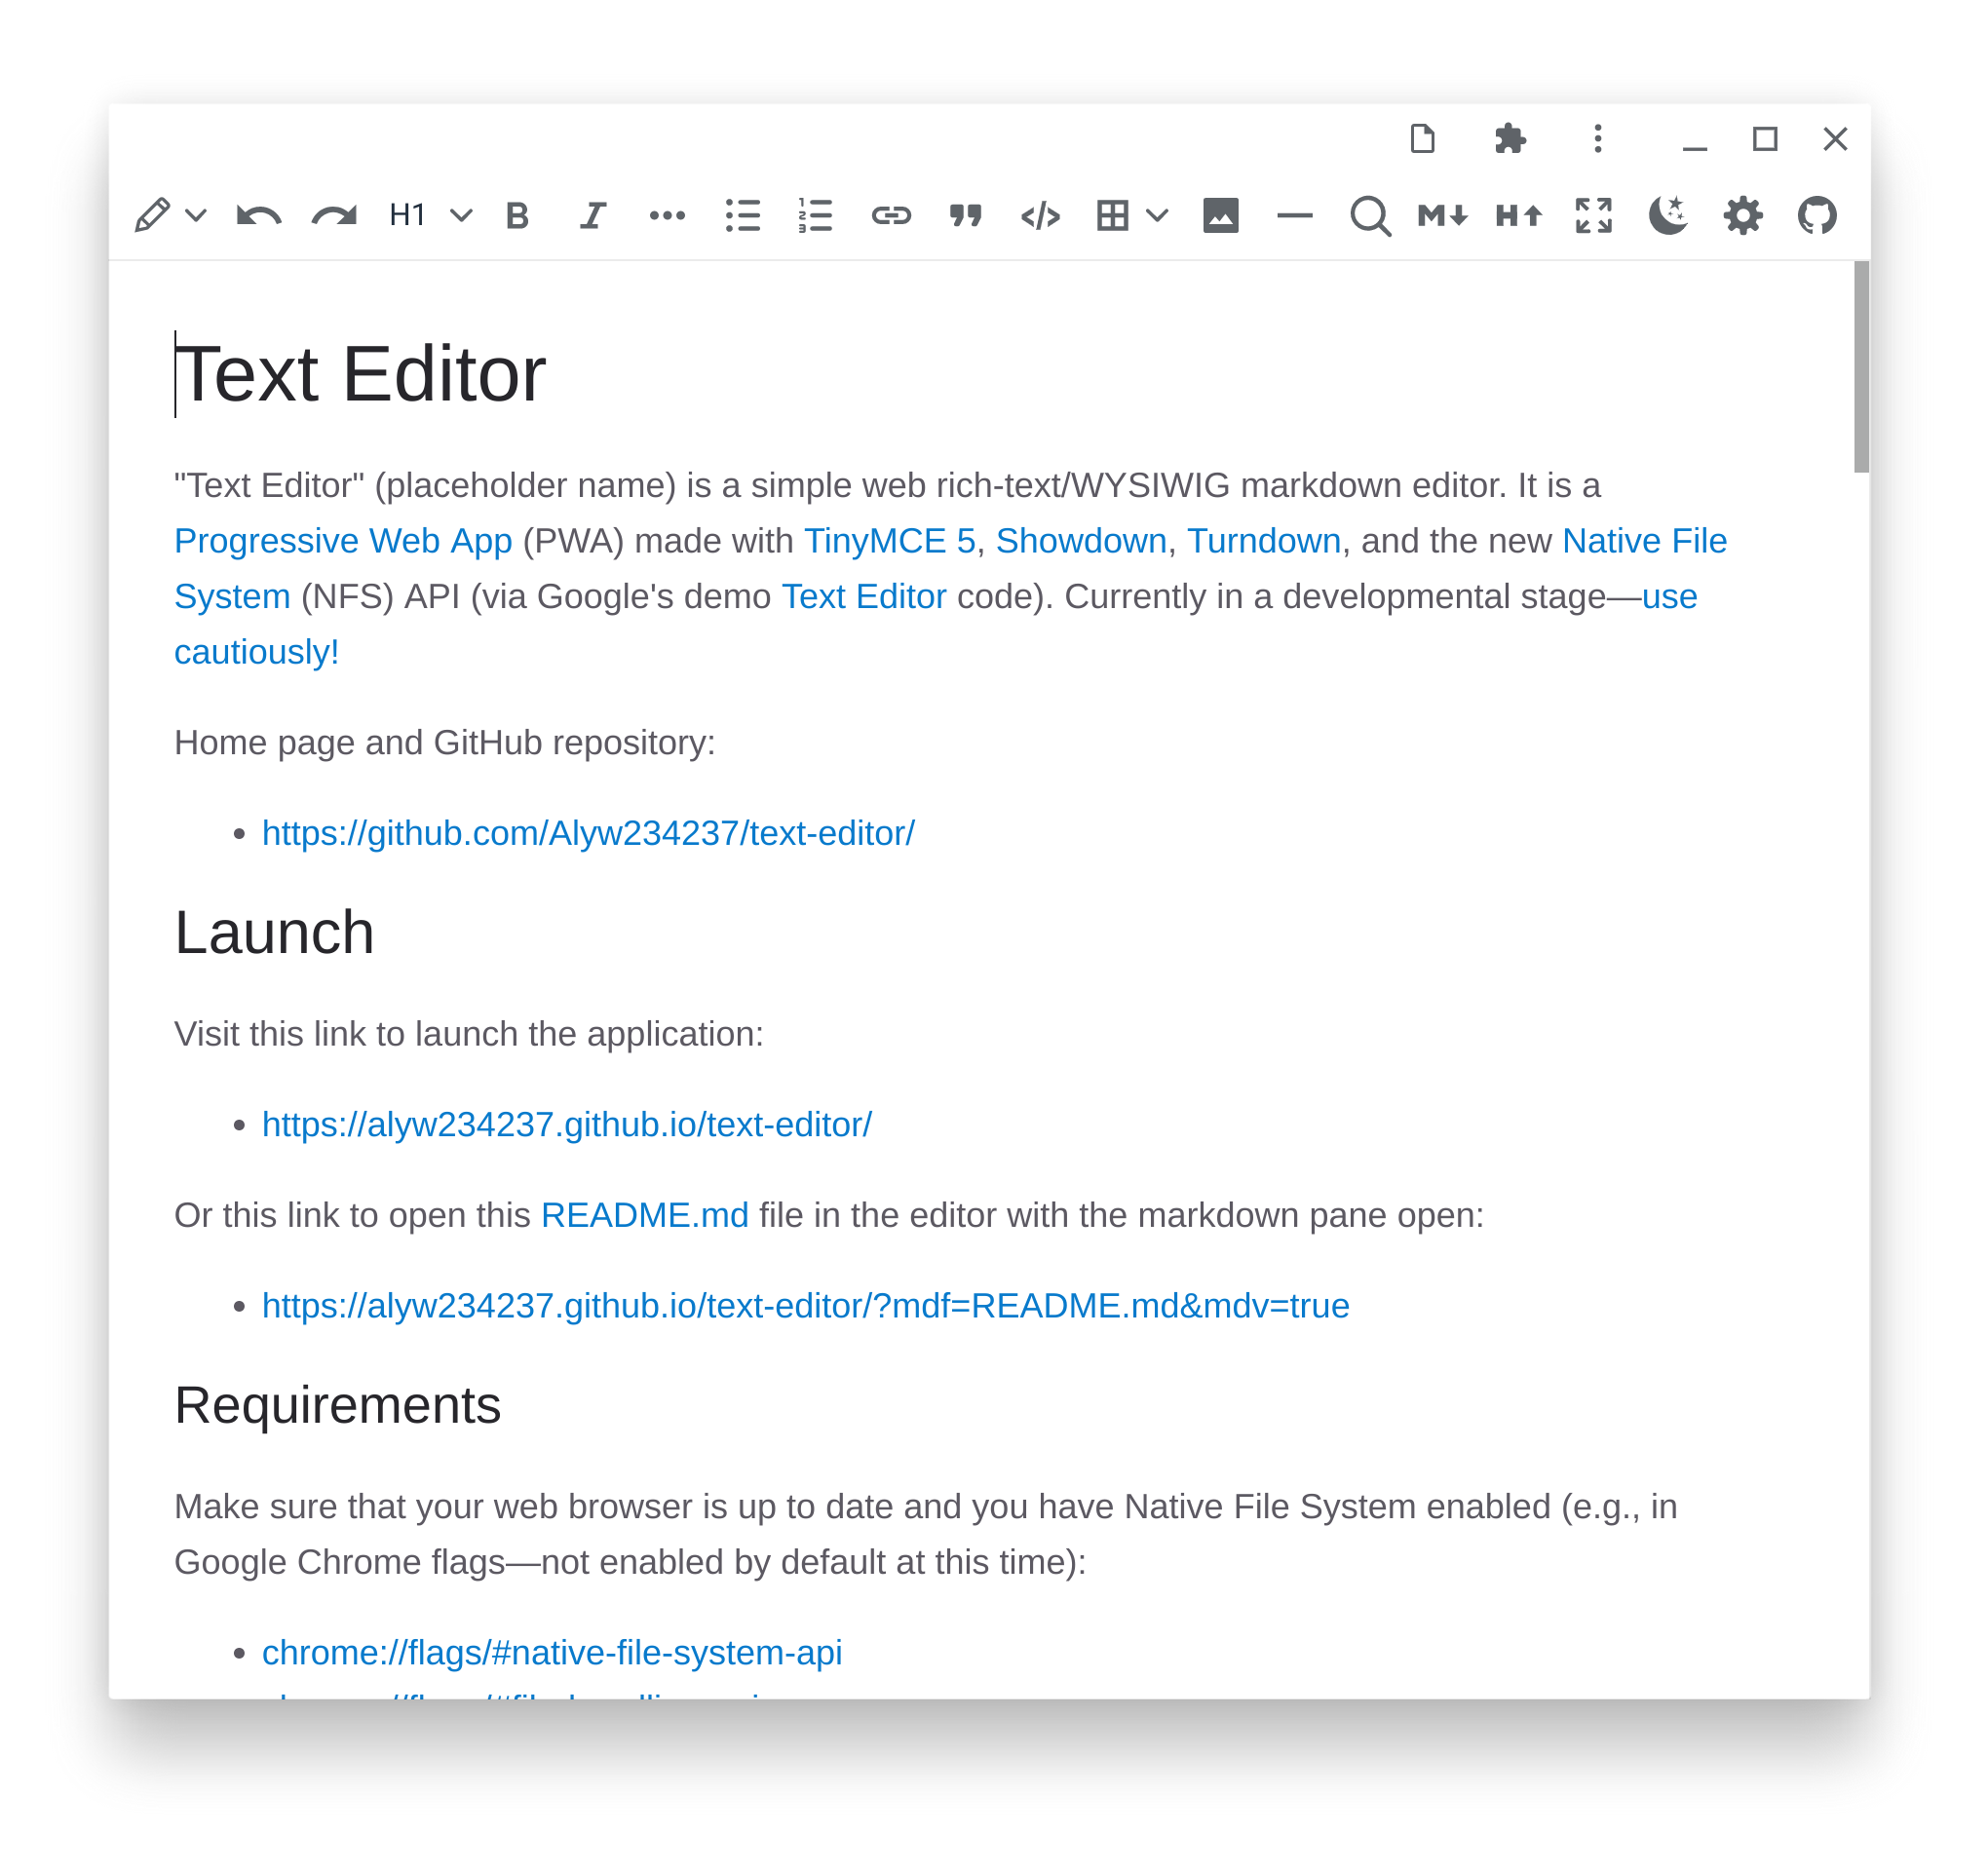 H1
Text Editor
"Text Editor" (placeholder name) is a simple web rich-text/WYSIWIG markdown editor. It is a
Progressive Web App (PWA) made with TinyMCE 5, Showdown, Turndown, and the new Native File
System (NFS) API (via Google's demo Text Editor code). Currently in a developmental stage—use
cautiously!
Home page and GitHub repository:
• https://github.com/Alyw234237/text-editor/
Launch
Visit this link to launch the application:
• https://alyw234237.github.io/text-editor/
Or this link to open this README.md file in the editor with the markdown pane open:
• https://alyw234237.github.io/text-editor/?mdf=README.md&mdv=true
Requirements
Make sure that your web browser is up to date and you have Native File System enabled (e.g., in
Google Chrome flags—not enabled by default at this time):
• chrome://flags/#native-file-system-api